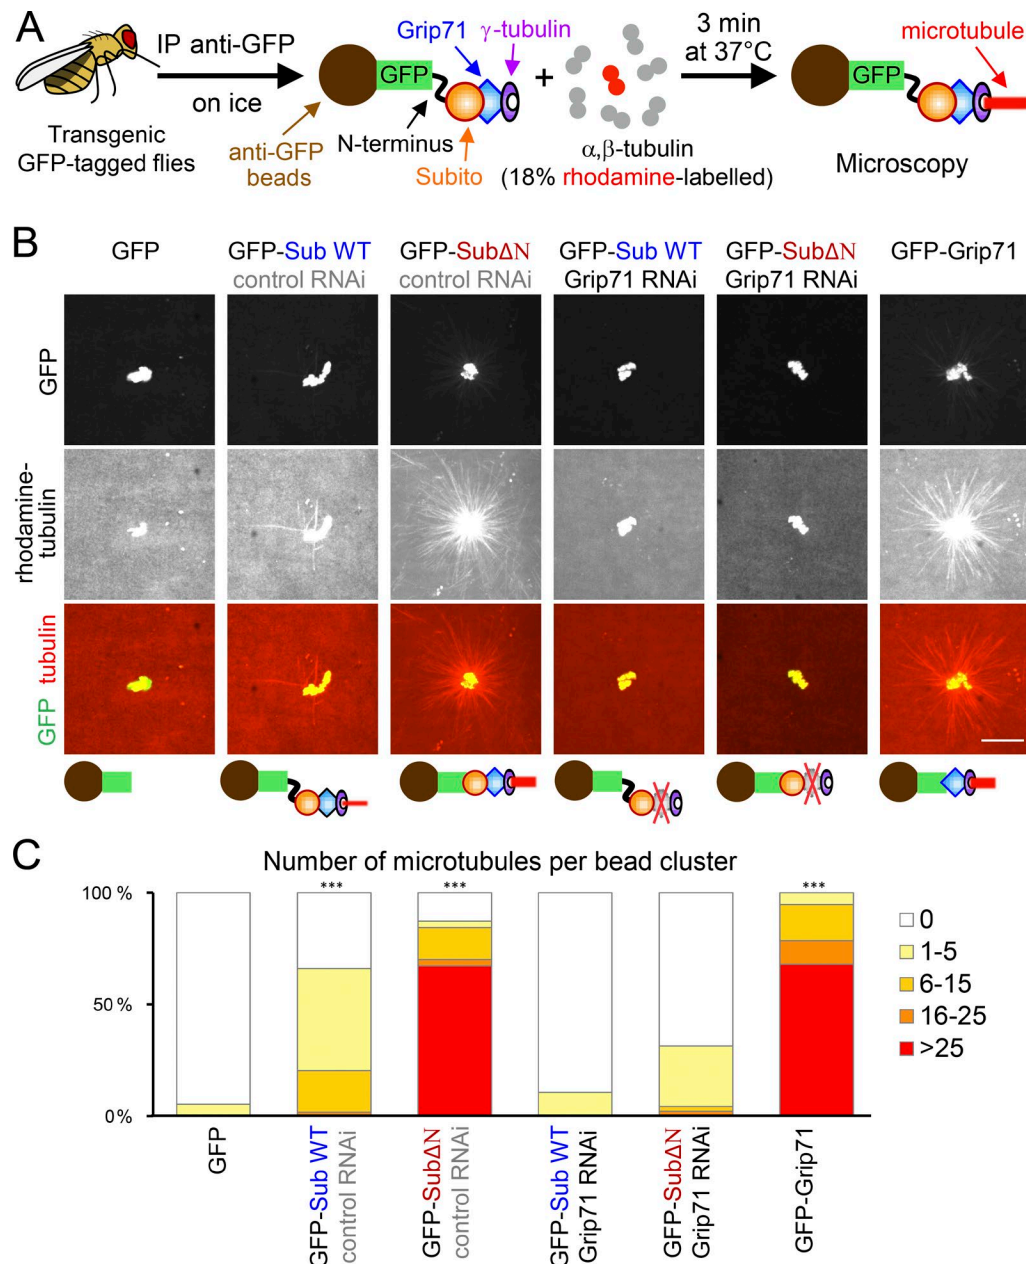 A
IP anti-GFP
on ice
Transgenic
GFP-tagged flies
anti-GFP
beads
GFP
N-terminus
Grip71
γ-tubulin
Subito
+
α,β-tubulin
(18% rhodamine-labelled)
3 min
at 37°C
GFP
microtubule
Microscopy
B
GFP
GFP-Sub WT
control RNAi
GFP-SubΔN
control RNAi
GFP-Sub WT
Grip71 RNAi
GFP-SubΔN
Grip71 RNAi
GFP-Grip71
GFP
rhodamine-
tubulin
GFP tubulin
C
Number of microtubules per bead cluster
100 %
50 %
0 %
***
***
***
0
1-5
6-15
16-25
>25
GFP
GFP-Sub WT
control RNAi
GFP-SubΔN
control RNAi
GFP-Sub WT
Grip71 RNAi
GFP-SubΔN
Grip71 RNAi
GFP-Grip71